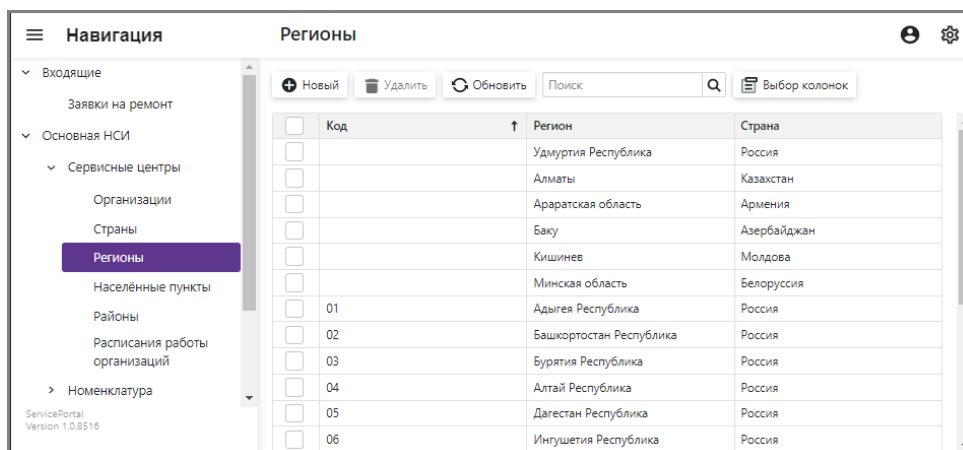 Навигация
Регионы
Входящие
Заявки на ремонт
Основная НСИ
Сервисные центры
Организации
Страны
Регионы
Населённые пункты
Районы
Расписания работы
организаций
Номенклатура
ServicePortal
Version 1.0.8516
Новый Удалить Обновить Поиск Выбор колонок
Код ↑ Регион Страна
Удмуртия Республика Россия
Алматы Казахстан
Араратская область Армения
Баку Азербайджан
Кишинев Молдова
Минская область Белоруссия
01 Адыгея Республика Россия
02 Башкортостан Республика Россия
03 Бурятия Республика Россия
04 Алтай Республика Россия
05 Дагестан Республика Россия
06 Ингушетия Республика Россия